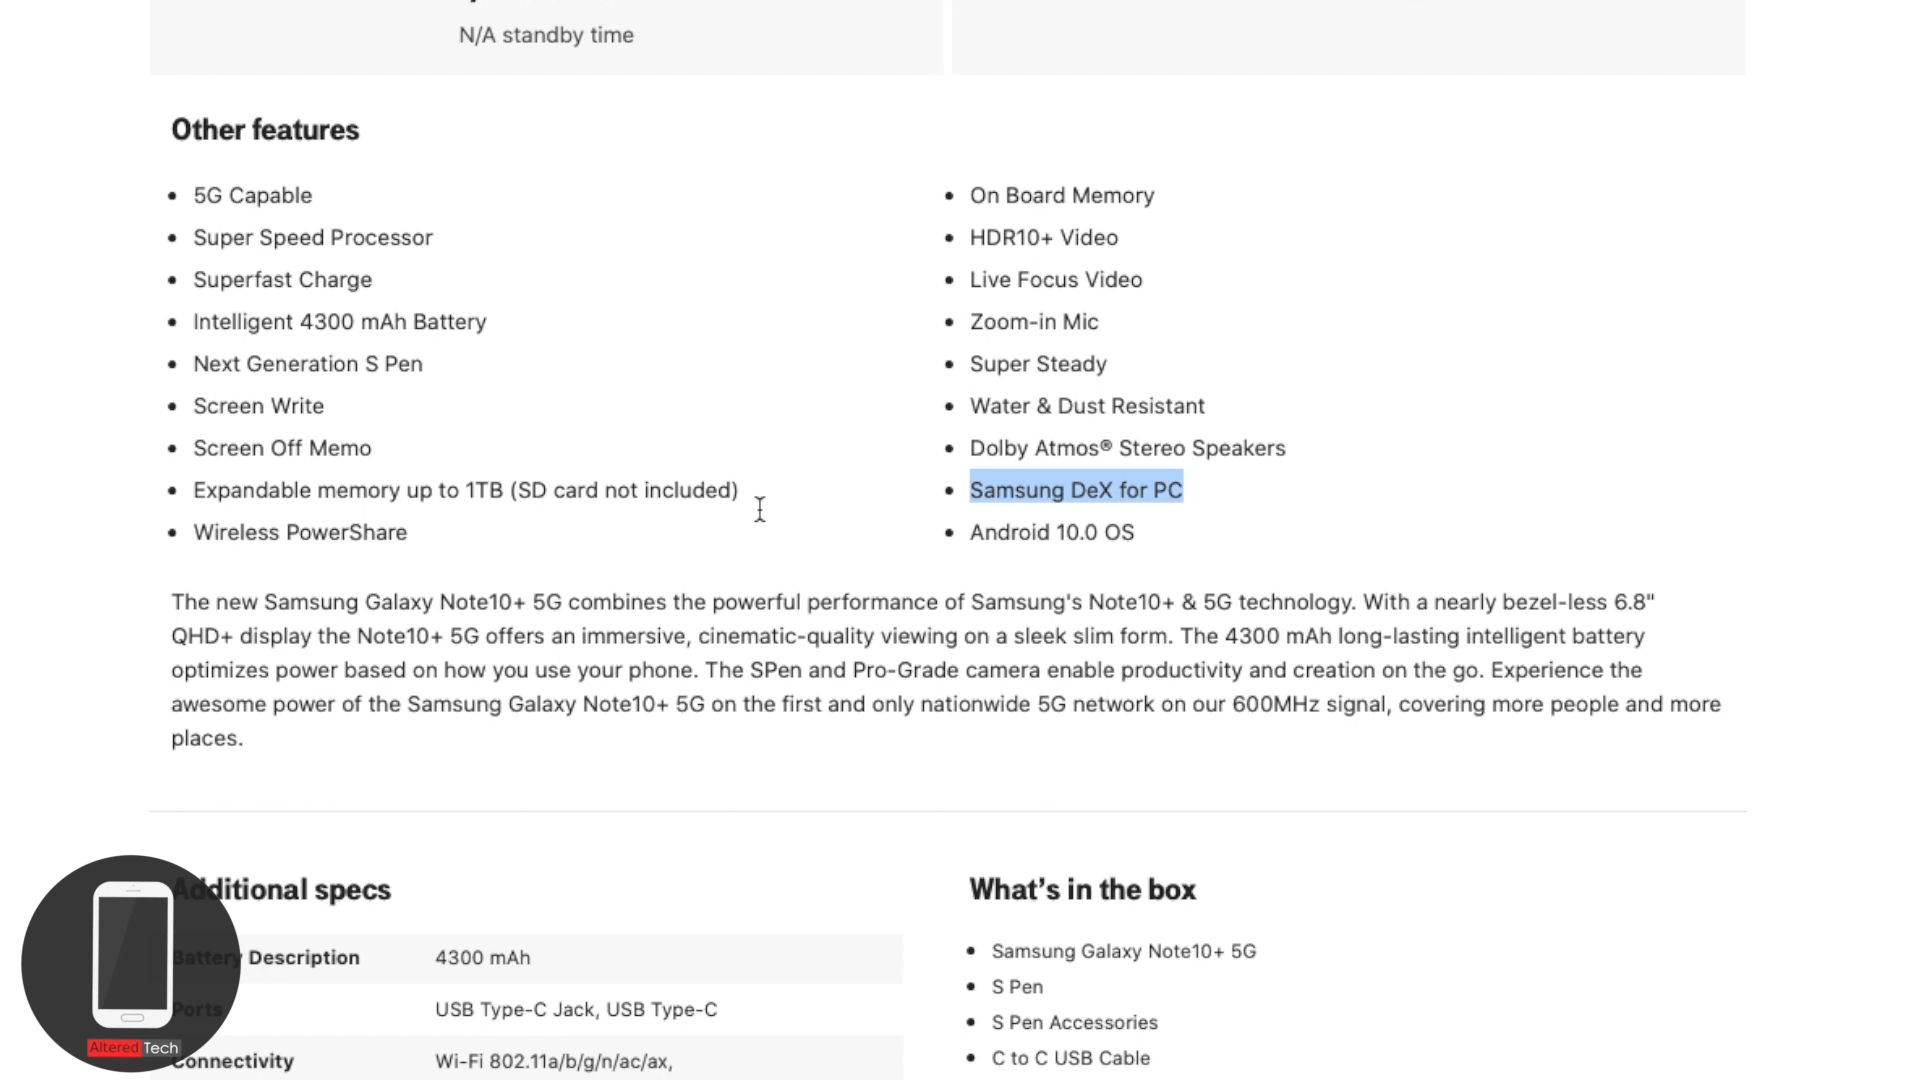 N/A standby time
Other features
5G Capable
Super Speed Processor
Superfast Charge
Intelligent 4300 mAh Battery
Next Generation S Pen
Screen Write
Screen Off Memo
Expandable memory up to 1TB (SD card not included)
Wireless PowerShare
On Board Memory
HDR10+ Video
Live Focus Video
Zoom-in Mic
Super Steady
Water & Dust Resistant
Dolby Atmos® Stereo Speakers
Samsung DeX for PC
Android 10.0 OS
The new Samsung Galaxy Note10+ 5G combines the powerful performance of Samsung's Note10+ & 5G technology. With a nearly bezel-less 6.8"
QHD+ display the Note10+ 5G offers an immersive, cinematic-quality viewing on a sleek slim form. The 4300 mAh long-lasting intelligent battery
optimizes power based on how you use your phone. The SPen and Pro-Grade camera enable productivity and creation on the go. Experience the
awesome power of the Samsung Galaxy Note10+ 5G on the first and only nationwide 5G network on our 600MHz signal, covering more people and more
places.
Additional specs
Battery Description 4300 mAh
Ports USB Type-C Jack, USB Type-C
Connectivity Wi-Fi 802.11a/b/g/n/ac/ax,
What's in the box
Samsung Galaxy Note10+ 5G
S Pen
S Pen Accessories
C to C USB Cable
Altered Tech